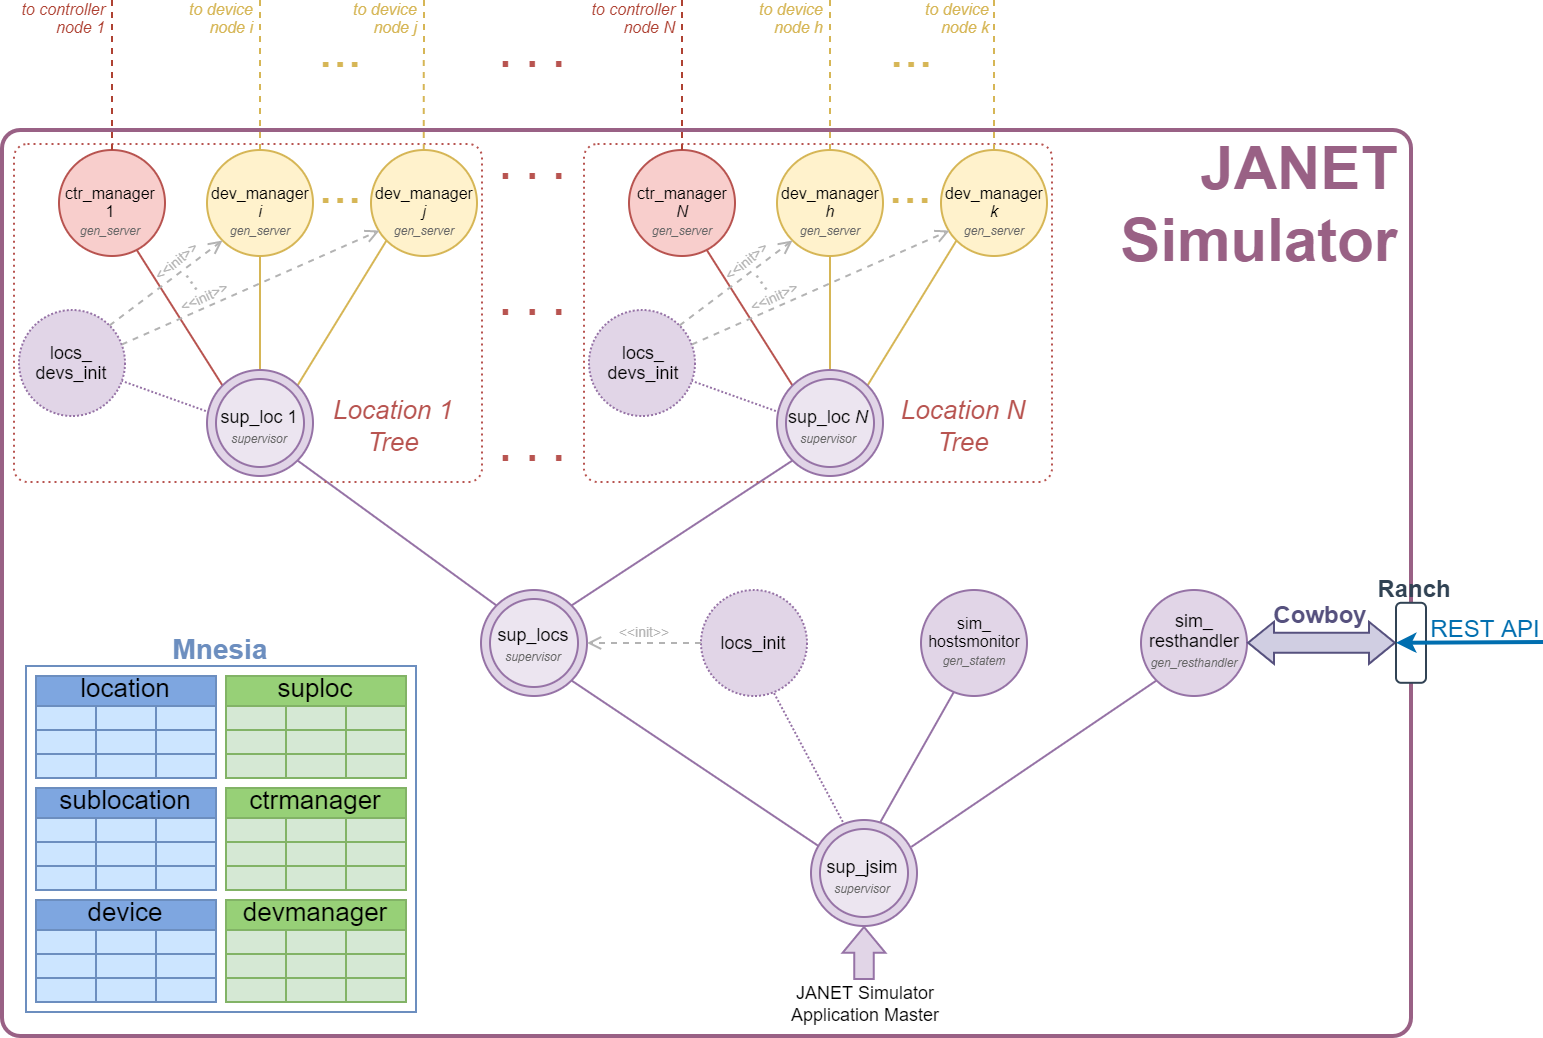 to controller
node 1
to device
node i
to device
node j
to controller
node N
to device
node h
to device
node k
JANET
Simulator
ctr_manager
1
gen_server
dev_manager
i
gen_server
dev_manager
j
gen_server
ctr_manager
N
gen_server
dev_manager
h
gen_server
dev_manager
k
gen_server
<<init>>
<<init>>
<<init>>
<<init>>
locs_
devs_init
sup_loc 1
supervisor
Location 1
Tree
locs_
devs_init
sup_loc N
supervisor
Location N
Tree
sup_locs
supervisor
<<init>>
locs_init
sim_
hostsmonitor
gen_statem
sim_
resthandler
gen_resthandler
Cowboy
Ranch
REST API
Mnesia
location
suploc
sublocation
ctrmanager
device
devmanager
sup_jsim
supervisor
JANET Simulator
Application Master